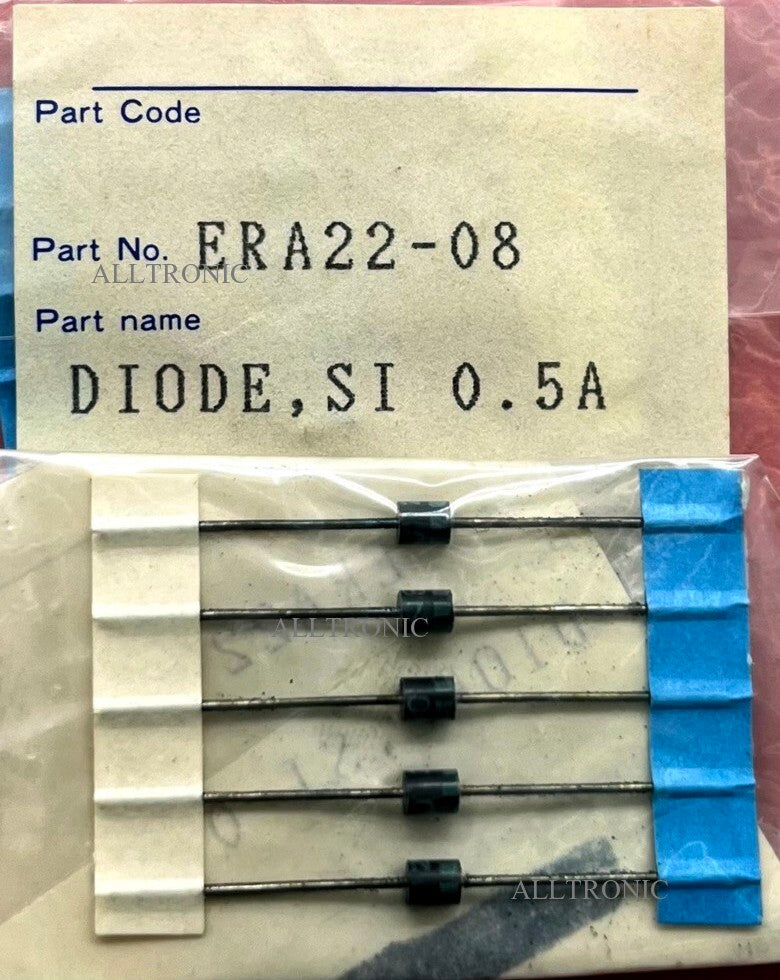 Part Code
Part No. ERA22-08
ALLTRONIC
Part name
DIODE,SI 0.5A
ALLTRONIC
ALLTRONIC